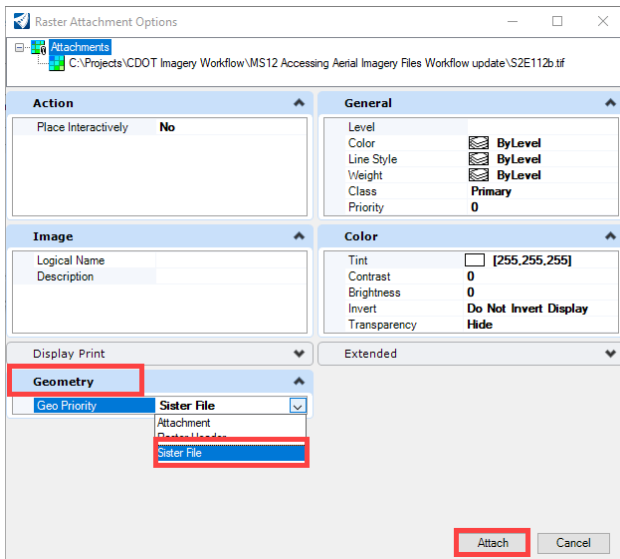 Raster Attachment Options
Attachments
C:\Projects\CDOT Imagery Workflow\MS12 Accessing Aerial Imagery Files Workflow update\S2E112b.tif
Action
Place Interactively No
General
Level
Color ByLevel
Line Style ByLevel
Weight ByLevel
Class Primary
Priority 0
Image
Logical Name
Description
Color
Tint [255,255,255]
Contrast 0
Brightness 0
Invert Do Not Invert Display
Transparency Hide
Display Print
Extended
Geometry
Geo Priority Sister File
Attachment
Raster Header
Sister File
Attach Cancel